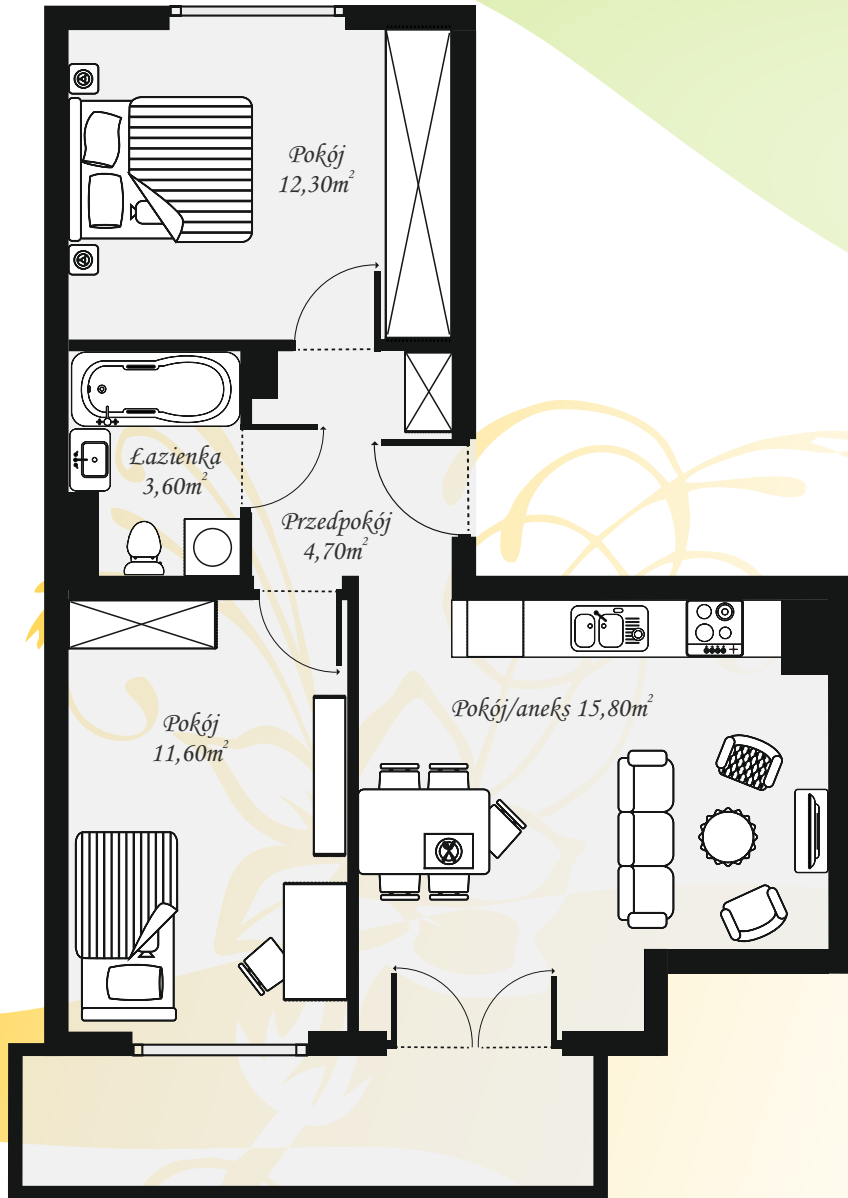 Pokój
12,30m²
Łazienka
3,60m²
Przedpokój
4,70m²
Pokój/aneks 15,80m²
Pokój
11,60m²